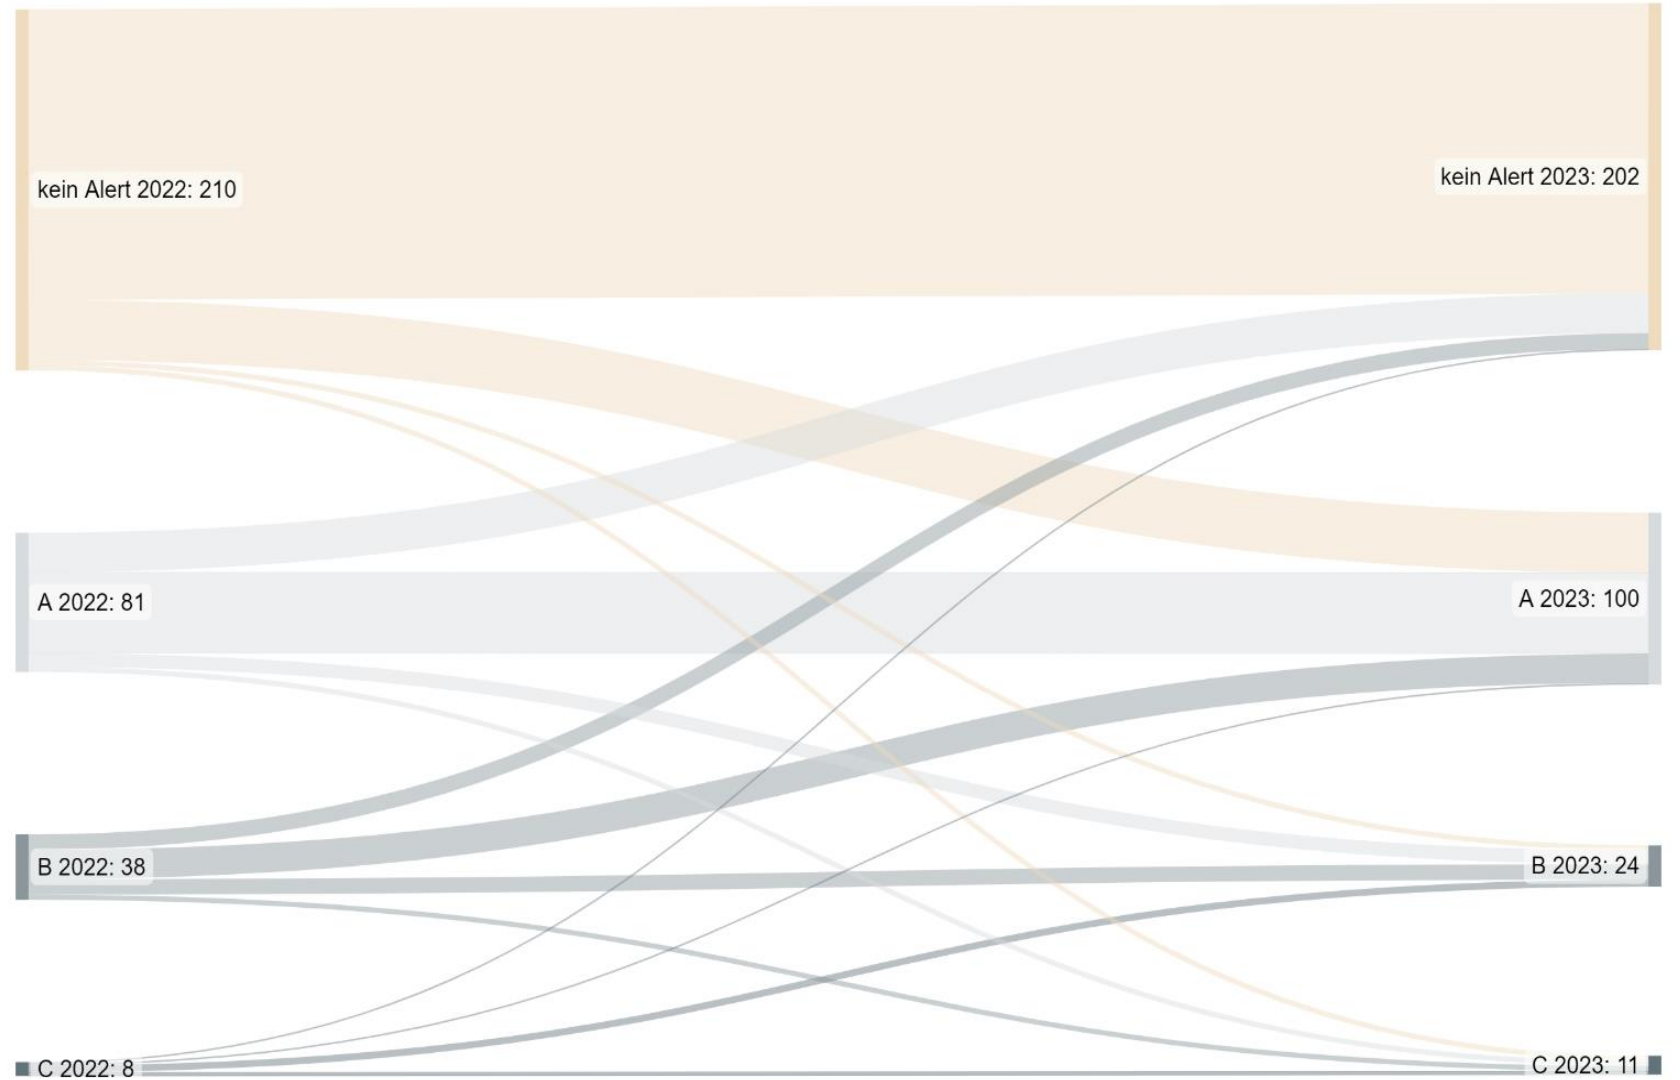 kein Alert 2022: 210
kein Alert 2023: 202
A 2022: 81
A 2023: 100
B 2022: 38
B 2023: 24
C 2022: 8
C 2023: 11